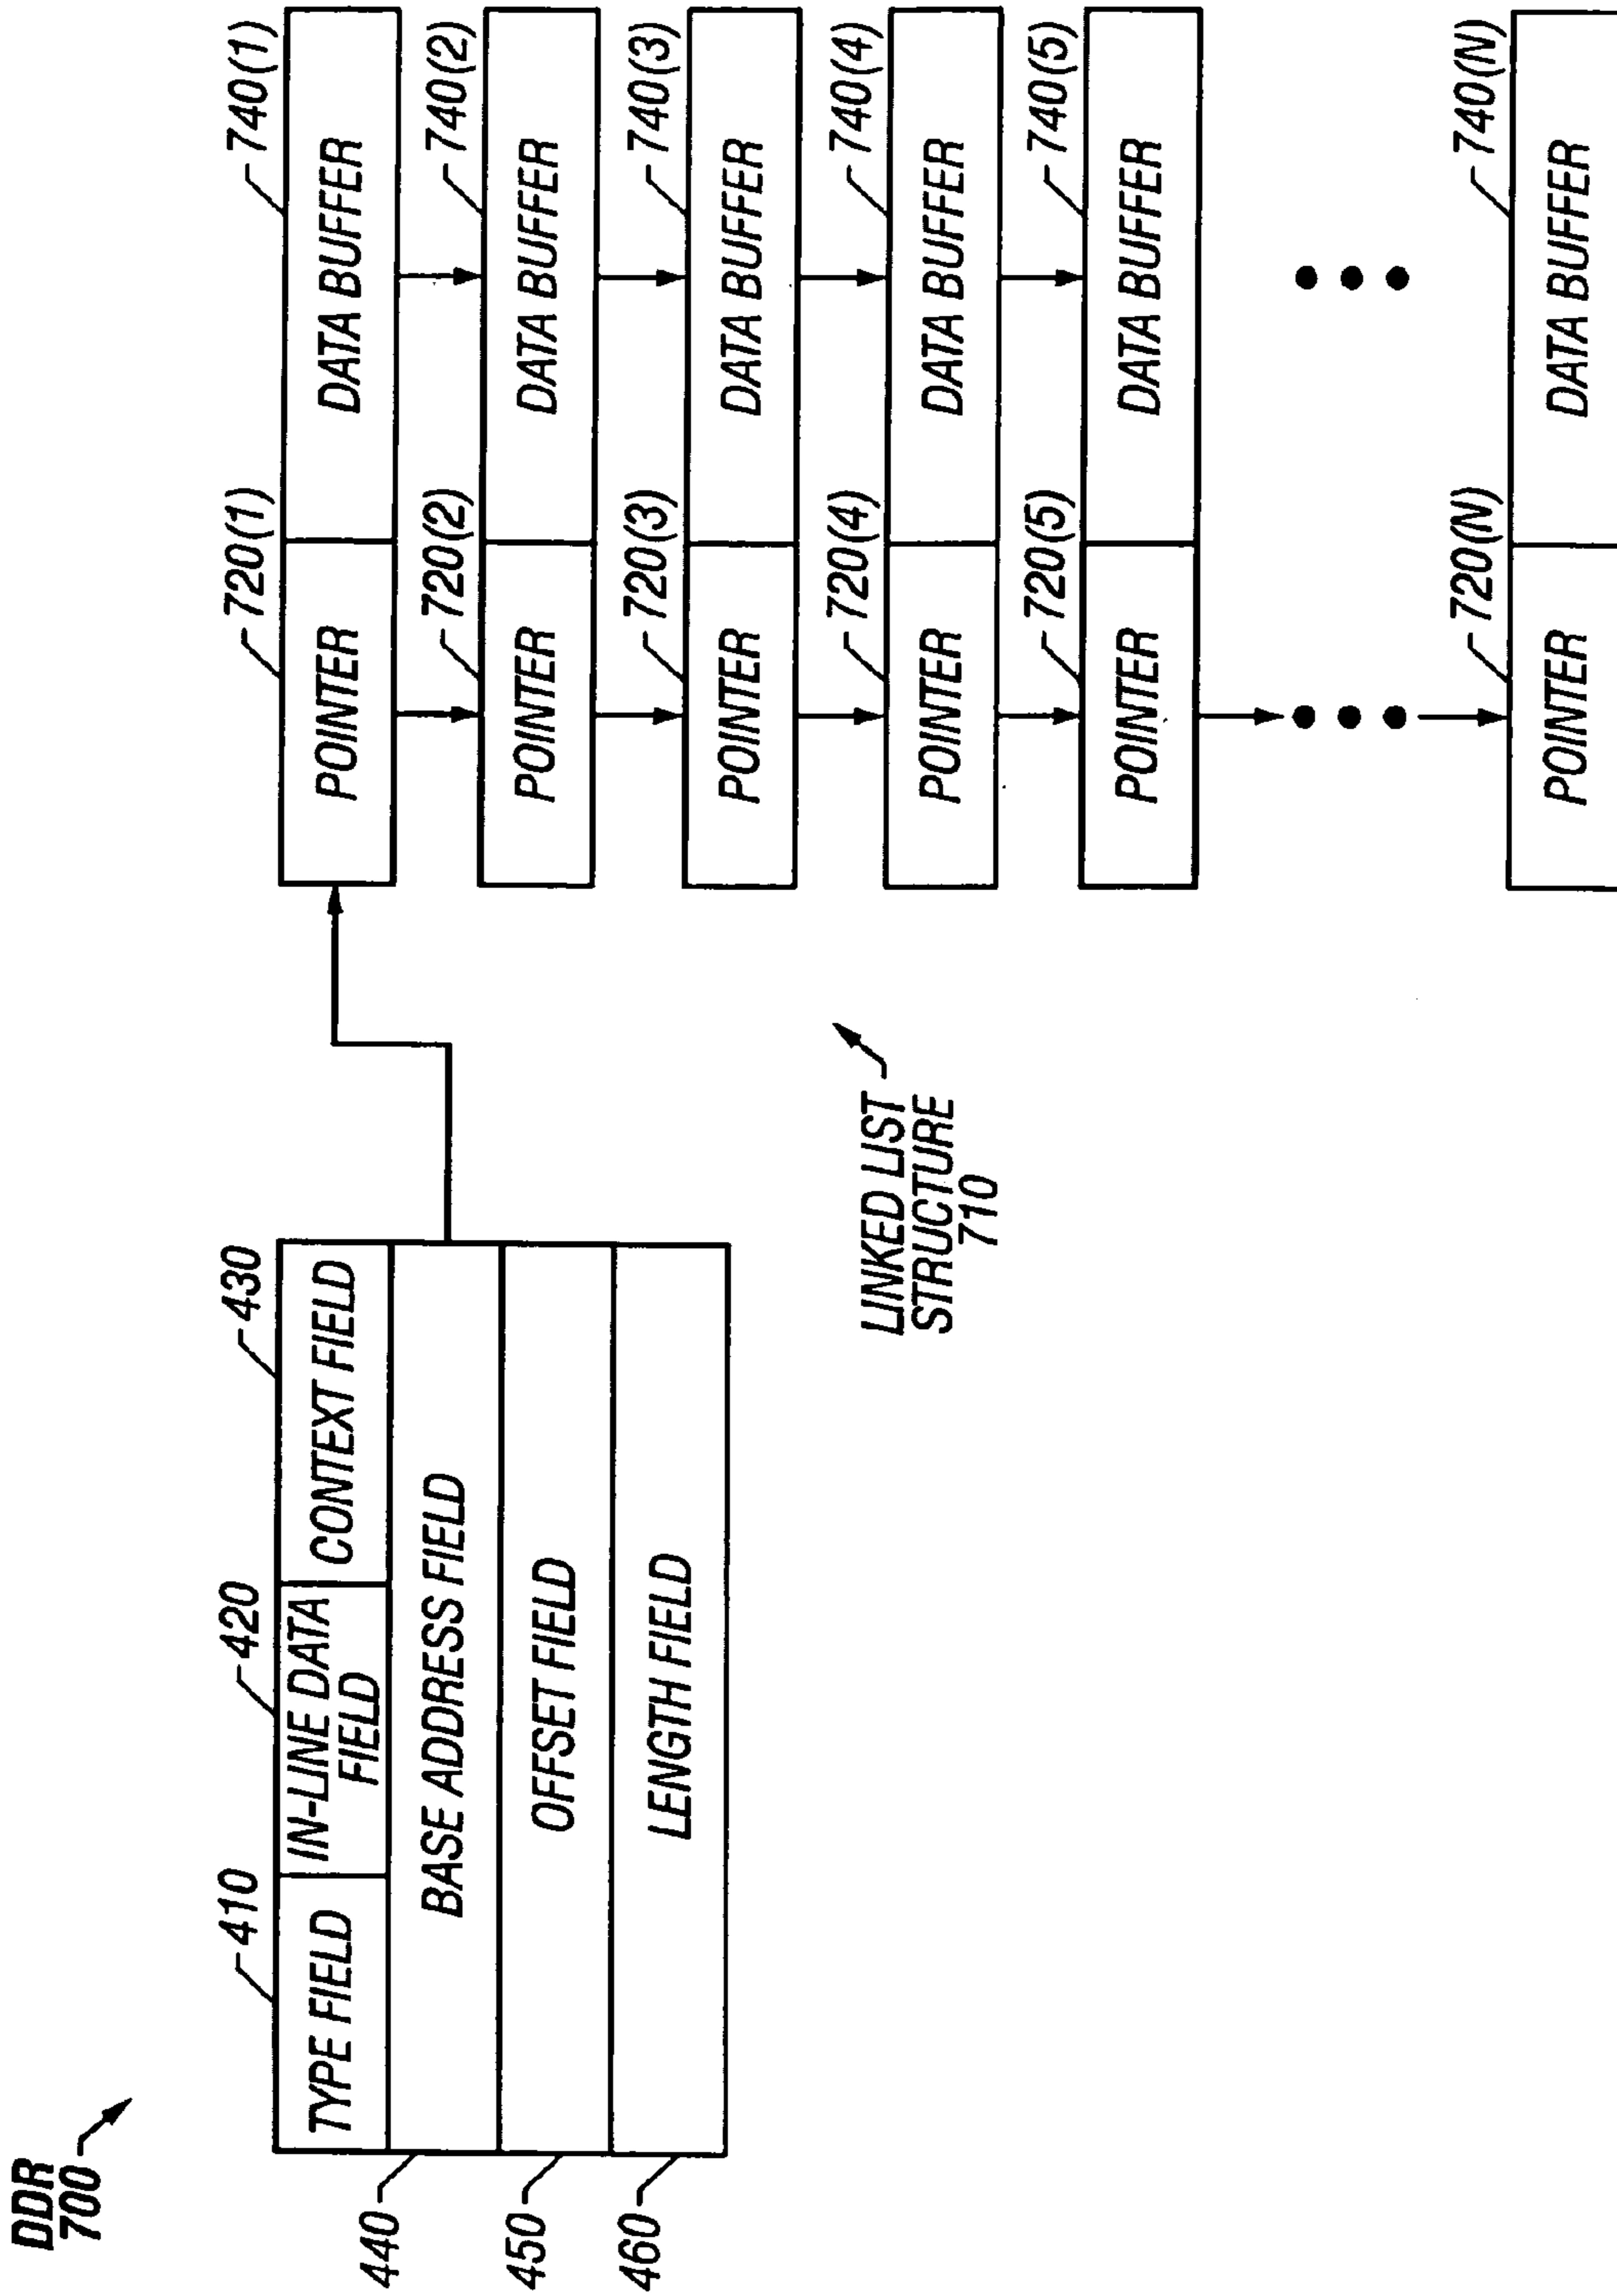 DDR
700
410
420
430
TYPE FIELD
IN-LINE DATA
FIELD
CONTEXT FIELD
440
BASE ADDRESS FIELD
450
OFFSET FIELD
460
LENGTH FIELD
LINKED LIST
STRUCTURE
710
720(1)
740(1)
POINTER
DATA BUFFER
720(2)
740(2)
POINTER
DATA BUFFER
720(3)
740(3)
POINTER
DATA BUFFER
720(4)
740(4)
POINTER
DATA BUFFER
720(5)
740(5)
POINTER
DATA BUFFER
720(N)
740(N)
POINTER
DATA BUFFER